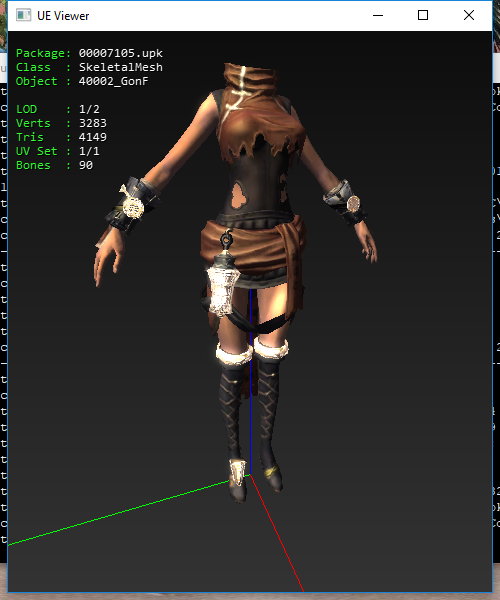 UE Viewer
Package: 00007105.upk
Class : SkeletalMesh
Object : 40002_GonF
LOD : 1/2
Verts : 3283
Tris : 4149
UV Set : 1/1
Bones : 90